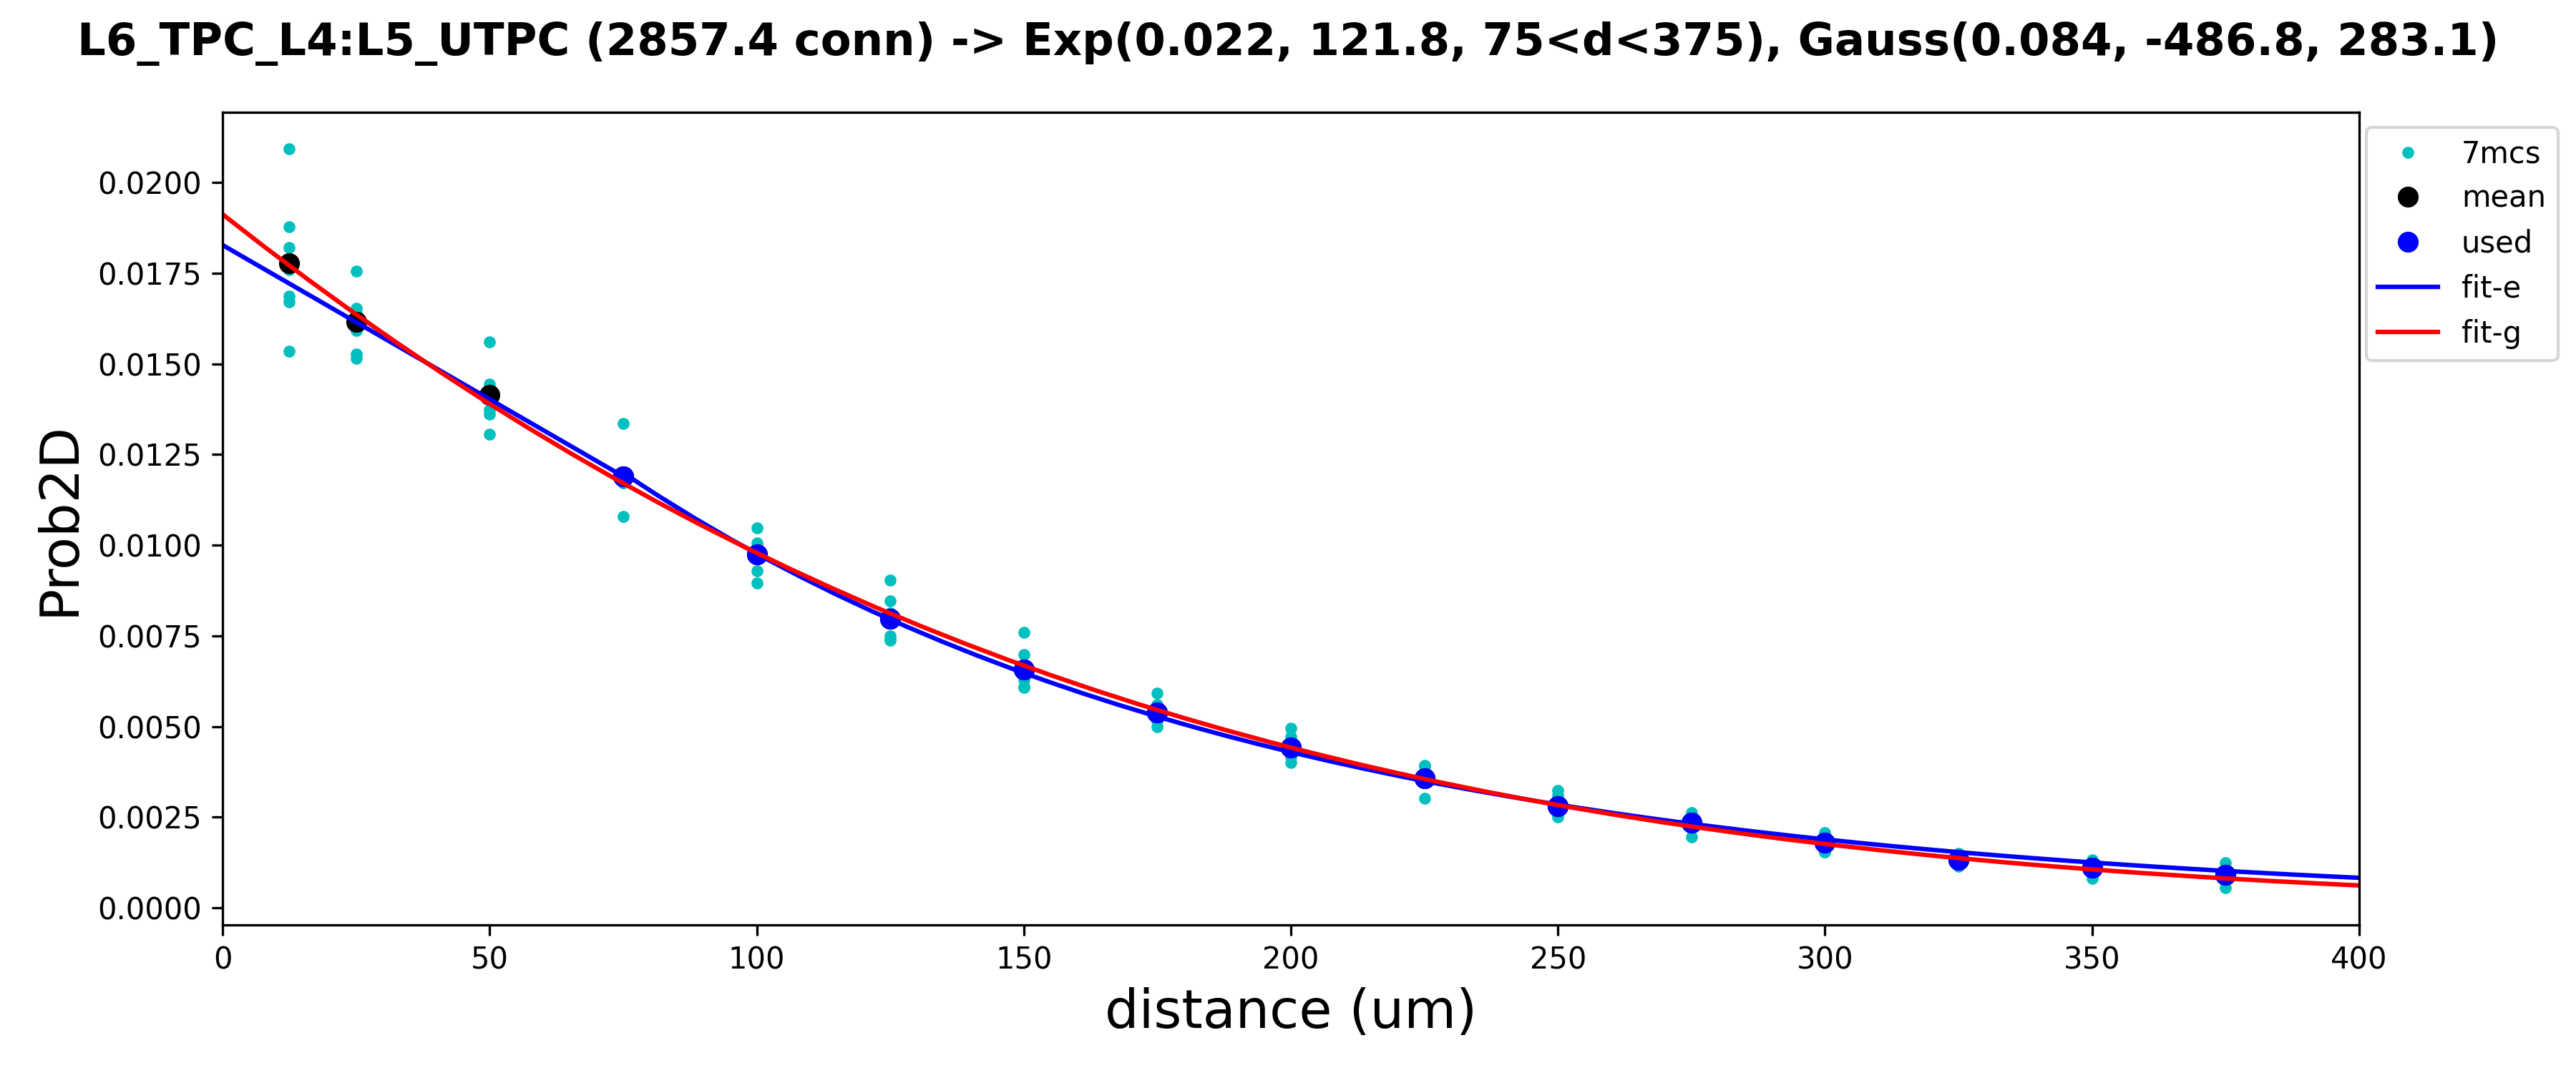 L6_TPC_L4:L5_UTPC (2857.4 conn) -> Exp(0.022, 121.8, 75<d<375), Gauss(0.084, -486.8, 283.1)
7mcs
mean
used
fit-e
fit-g
0.0200
0.0175
0.0150
0.0125
0.0100
0.0075
0.0050
0.0025
0.0000
Prob2D
0 50 100 150 200 250 300 350 400
distance (um)